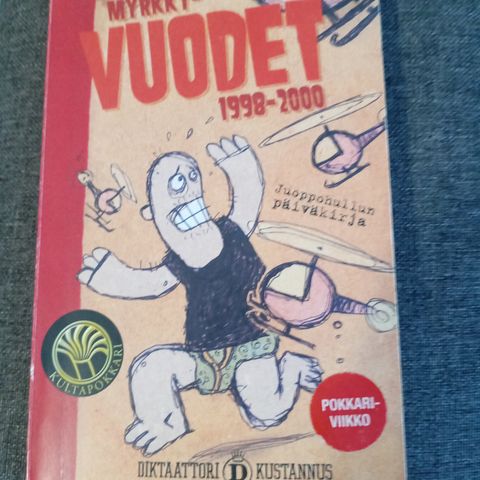 MYRKKY-
VUODET
1998-2000
Juoppohullun
päiväkirja
KULTAPOKKARI
POKKARI-
VIIKKO
DIKTAATTORI D KUSTANNUS